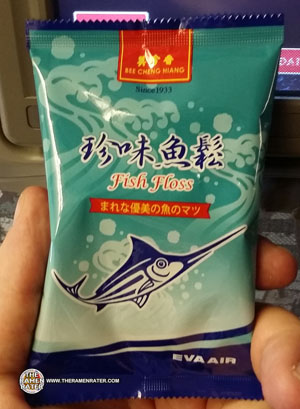 美珍香
BEE CHENG HIANG
Since1933
珍味魚鬆
Fish Floss
まれな優美の魚のマツ
EVA AIR
THE RAMEN RATER
WWW.THERAMENRATER.COM